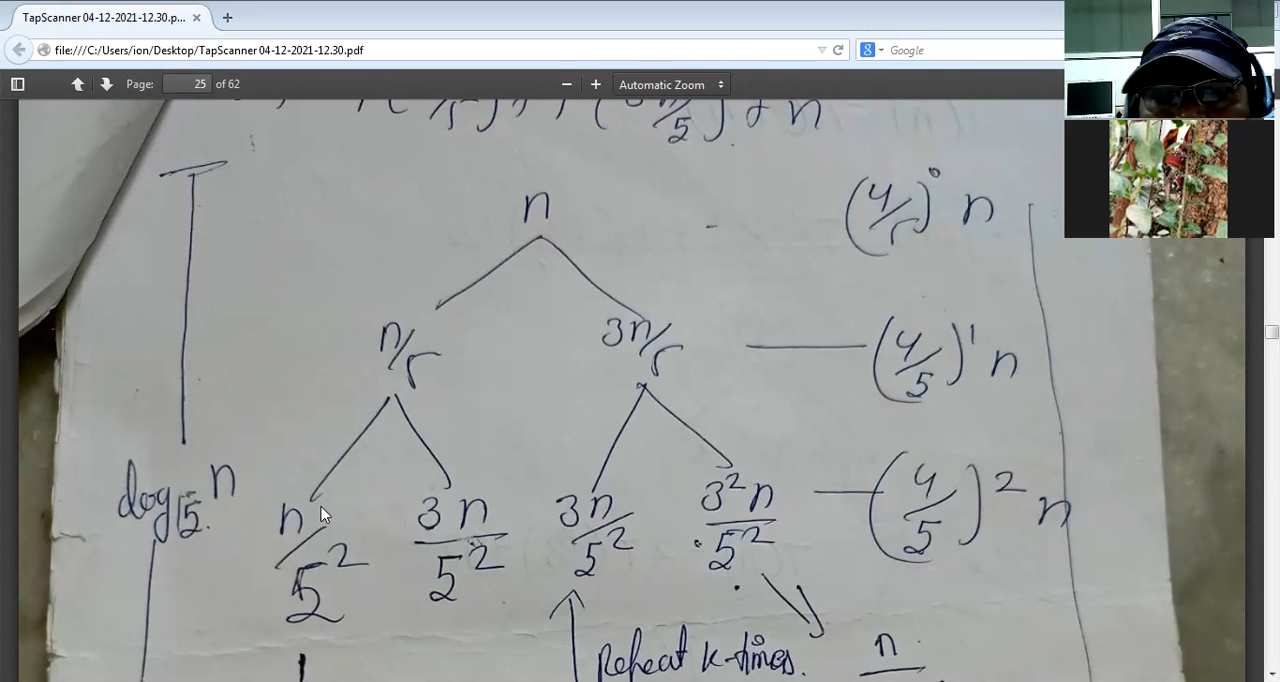 TapScanner 04-12-2021-12.30.p...
file:///C:/Users/ion/Desktop/TapScanner 04-12-2021-12.30.pdf
Google
Page: 25 of 62
Automatic Zoom
(3n/5) + n
n (4/5)⁰ n
n/5 3n/5 (4/5)¹ n
log₅ n
n/5² 3n/5² 3n/5² 3²n/5² (4/5)² n
Repeat k-times. n